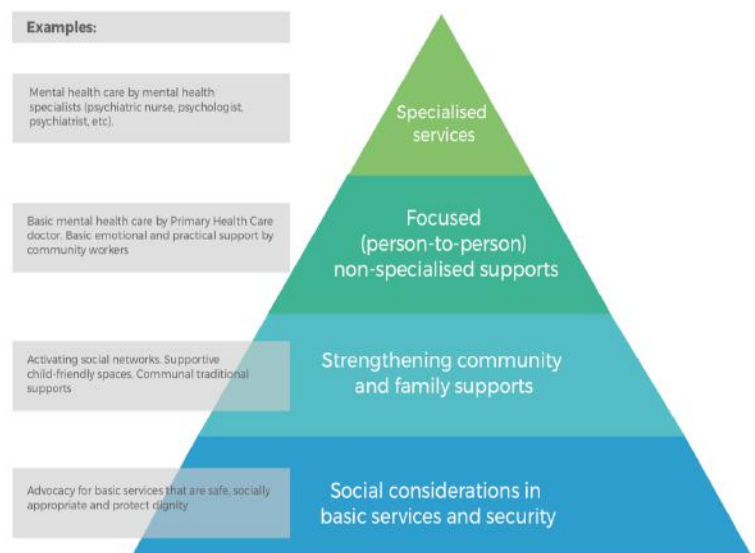 Examples:
Mental health care by mental health
specialists (psychiatric nurse, psychologist,
psychiatrist, etc).
Specialised
services
Basic mental health care by Primary Health Care
doctor. Basic emotional and practical support by
community workers
Focused
(person-to-person)
non-specialised supports
Activating social networks. Supportive
child-friendly spaces. Communal traditional
supports
Strengthening community
and family supports
Advocacy for basic services that are safe, socially
appropriate and protect dignity
Social considerations in
basic services and security